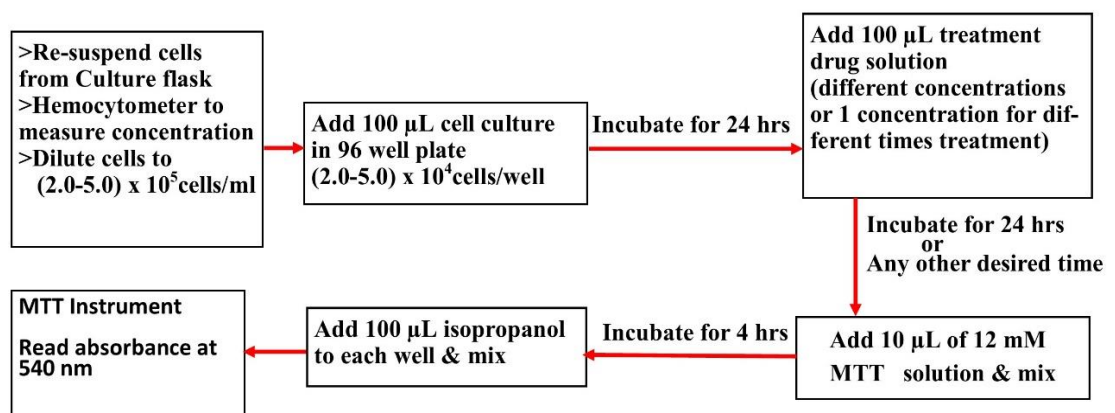 >Re-suspend cells
from Culture flask
>Hemocytometer to
measure concentration
>Dilute cells to
(2.0-5.0) x 10⁵cells/ml
Add 100 µL cell culture
in 96 well plate
(2.0-5.0) x 10⁴cells/well
Incubate for 24 hrs
Add 100 µL treatment
drug solution
(different concentrations
or 1 concentration for dif-
ferent times treatment)
Incubate for 24 hrs
or
Any other desired time
Add 10 µL of 12 mM
MTT solution & mix
Incubate for 4 hrs
Add 100 µL isopropanol
to each well & mix
MTT Instrument
Read absorbance at
540 nm